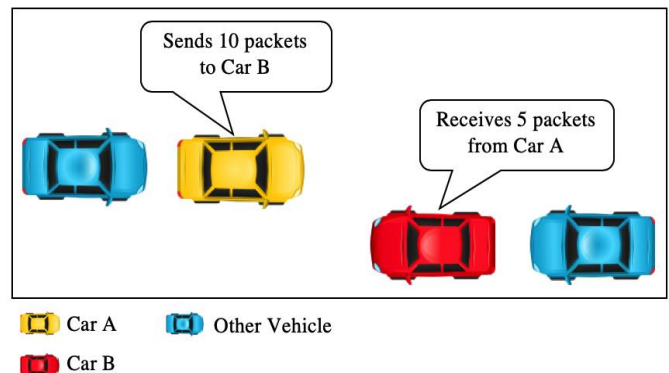 Sends 10 packets
to Car B
Receives 5 packets
from Car A
Car A
Other Vehicle
Car B